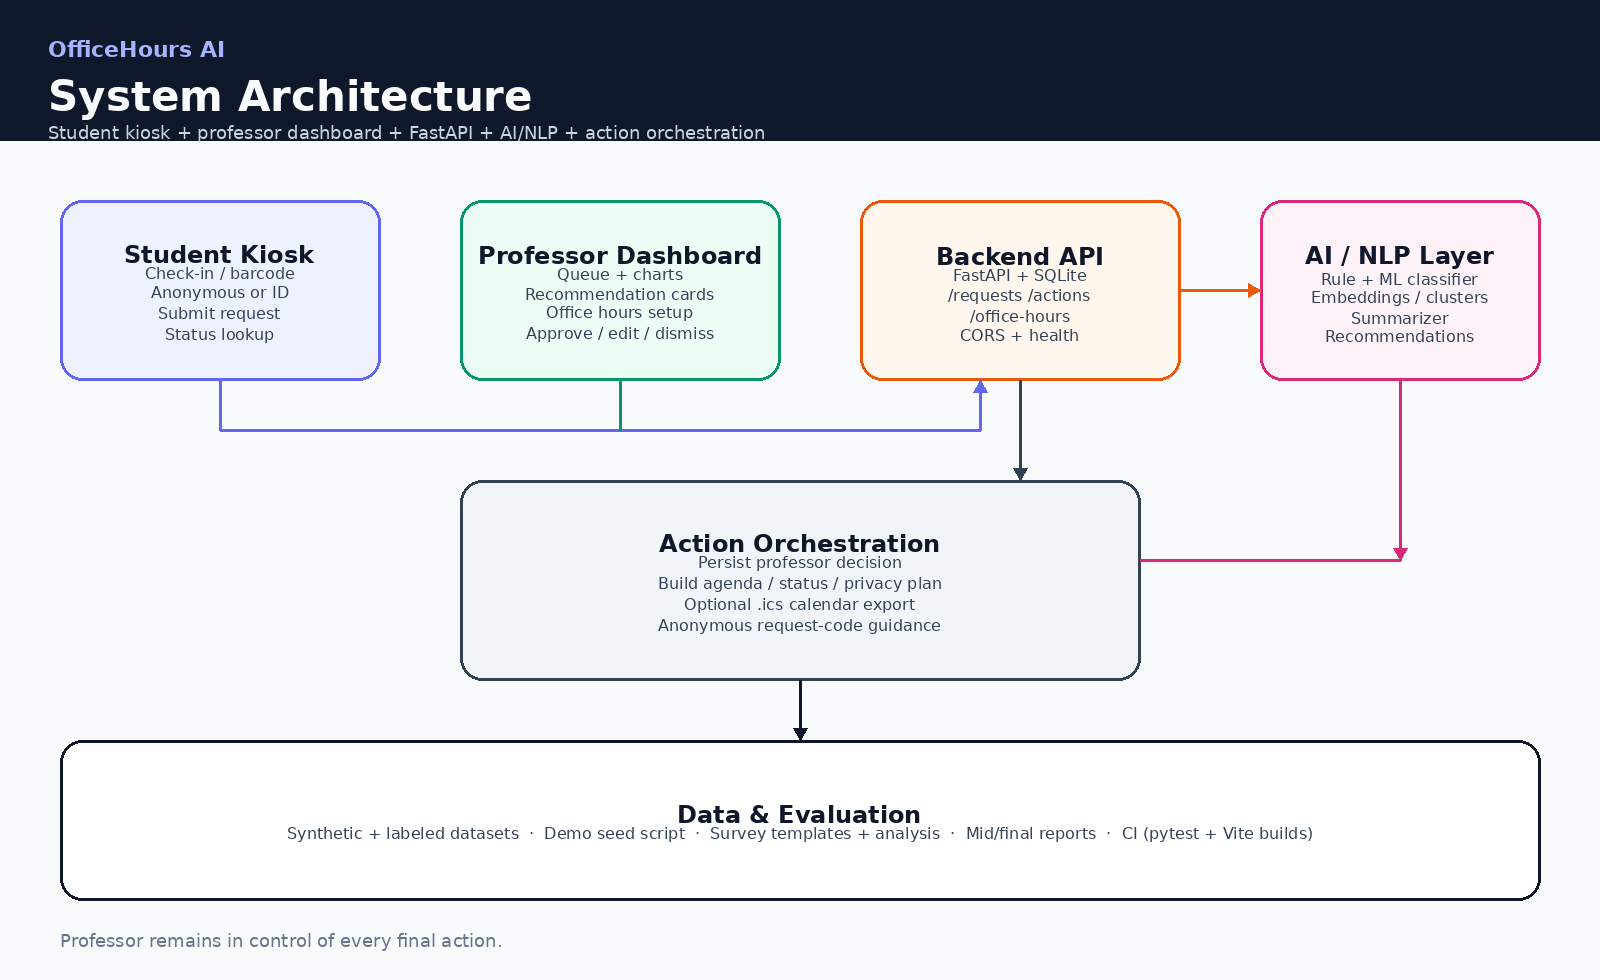 OfficeHours AI
System Architecture
Student kiosk + professor dashboard + FastAPI + AI/NLP + action orchestration
Student Kiosk
Check-in / barcode
Anonymous or ID
Submit request
Status lookup
Professor Dashboard
Queue + charts
Recommendation cards
Office hours setup
Approve / edit / dismiss
Backend API
FastAPI + SQLite
/requests /actions
/office-hours
CORS + health
AI / NLP Layer
Rule + ML classifier
Embeddings / clusters
Summarizer
Recommendations
Action Orchestration
Persist professor decision
Build agenda / status / privacy plan
Optional .ics calendar export
Anonymous request-code guidance
Data & Evaluation
Synthetic + labeled datasets · Demo seed script · Survey templates + analysis · Mid/final reports · CI (pytest + Vite builds)
Professor remains in control of every final action.